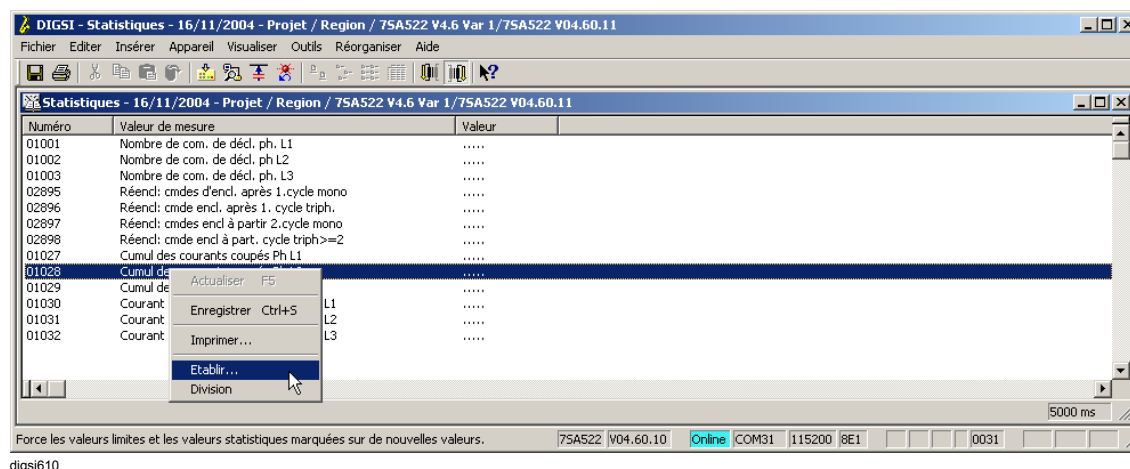 DIGSI - Statistiques - 16/11/2004 - Projet / Region / 7SA522 V4.6 Var 1/7SA522 V04.60.11
Fichier Editer Insérer Appareil Visualiser Outils Réorganiser Aide
Statistiques - 16/11/2004 - Projet / Region / 7SA522 V4.6 Var 1/7SA522 V04.60.11
Numéro Valeur de mesure Valeur
01001 Nombre de com. de décl. ph. L1 .....
01002 Nombre de com. de décl. ph L2 .....
01003 Nombre de com. de décl. ph. L3 .....
02895 Réencl: cmdes d'encl. après 1.cycle mono .....
02896 Réencl: cmde encl. après 1. cycle triph. .....
02897 Réencl: cmdes encl à partir 2.cycle mono .....
02898 Réencl: cmde encl à part. cycle triph>=2 .....
01027 Cumul des courants coupés Ph L1 .....
01028 Cumul de .....
01029 Cumul de .....
01030 Courant L1 .....
01031 Courant L2 .....
01032 Courant L3 .....
Actualiser F5
Enregistrer Ctrl+S
Imprimer...
Etablir...
Division
5000 ms
Force les valeurs limites et les valeurs statistiques marquées sur de nouvelles valeurs. 7SA522 V04.60.10 Online COM31 115200 8E1 0031
digsi610